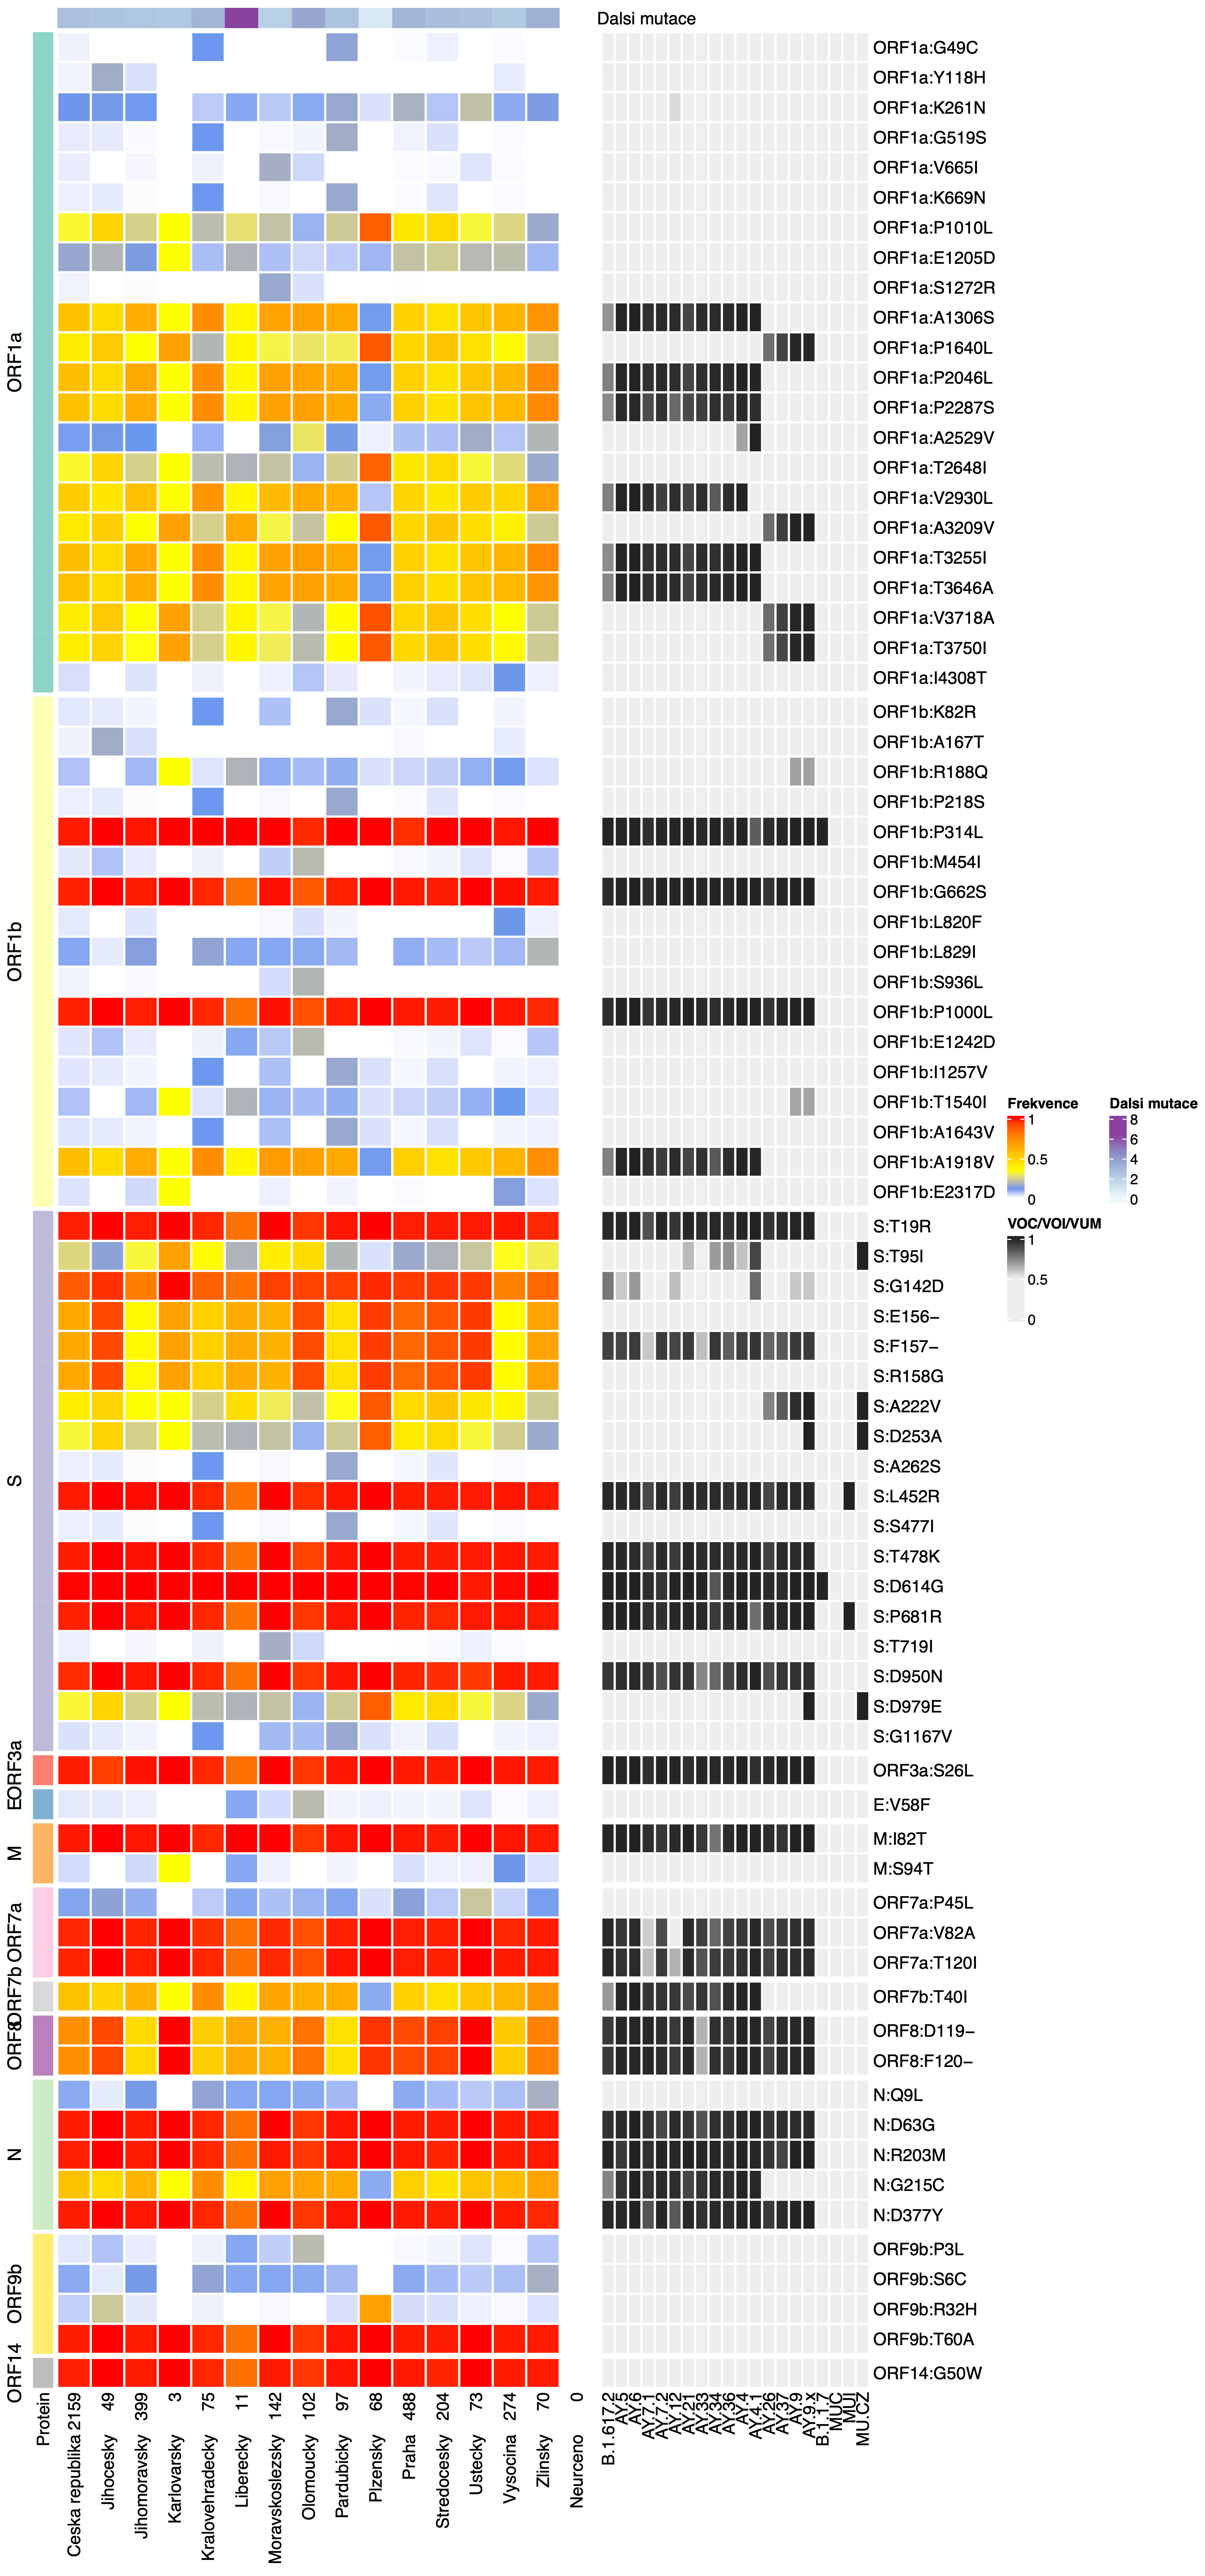 Dalsi mutace
ORF1a:G49C
ORF1a:Y118H
ORF1a:K261N
ORF1a:G519S
ORF1a:V665I
ORF1a:K669N
ORF1a:P1010L
ORF1a:E1205D
ORF1a:S1272R
ORF1a:A1306S
ORF1a:P1640L
ORF1a:P2046L
ORF1a:P2287S
ORF1a:A2529V
ORF1a:T2648I
ORF1a:V2930L
ORF1a:A3209V
ORF1a:T3255I
ORF1a:T3646A
ORF1a:V3718A
ORF1a:T3750I
ORF1a:I4308T
ORF1b:K82R
ORF1b:A167T
ORF1b:R188Q
ORF1b:P218S
ORF1b:P314L
ORF1b:M454I
ORF1b:G662S
ORF1b:L820F
ORF1b:L829I
ORF1b:S936L
ORF1b:P1000L
ORF1b:E1242D
ORF1b:I1257V
ORF1b:T1540I
ORF1b:A1643V
ORF1b:A1918V
ORF1b:E2317D
S:T19R
S:T95I
S:G142D
S:E156−
S:F157−
S:R158G
S:A222V
S:D253A
S:A262S
S:L452R
S:S477I
S:T478K
S:D614G
S:P681R
S:T719I
S:D950N
S:D979E
S:G1167V
ORF3a:S26L
E:V58F
M:I82T
M:S94T
ORF7a:P45L
ORF7a:V82A
ORF7a:T120I
ORF7b:T40I
ORF8:D119−
ORF8:F120−
N:Q9L
N:D63G
N:R203M
N:G215C
N:D377Y
ORF9b:P3L
ORF9b:S6C
ORF9b:R32H
ORF9b:T60A
ORF14:G50W
ORF1a
ORF1b
S
ORF3a
E
M
ORF7a
ORF7b
ORF8
N
ORF9b
ORF14
Protein
Ceska republika 2159
Jihocesky 49
Jihomoravsky 399
Karlovarsky 3
Kralovehradecky 75
Liberecky 11
Moravskoslezsky 142
Olomoucky 102
Pardubicky 97
Plzensky 68
Praha 488
Stredocesky 204
Ustecky 73
Vysocina 274
Zlinsky 70
Neurceno 0
B.1.617.2
AY.5
AY.6
AY.7.1
AY.7.2
AY.12
AY.21
AY.33
AY.34
AY.36
AY.4
AY.4.1
AY.26
AY.37
AY.9
AY.9.X
B.1.1.7
MU.C
MU.I
MU.CZ
Frekvence
1
0.5
0
Dalsi mutace
8
6
4
2
0
VOC/VOI/VUM
1
0.5
0